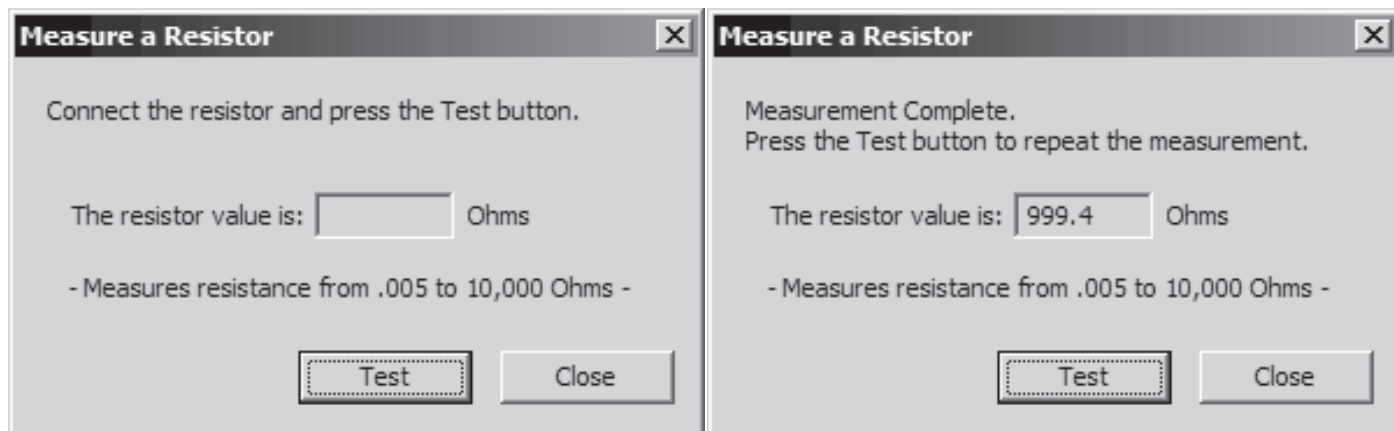 Measure a Resistor
Connect the resistor and press the Test button.
The resistor value is: Ohms
- Measures resistance from .005 to 10,000 Ohms -
Test Close
Measure a Resistor
Measurement Complete.
Press the Test button to repeat the measurement.
The resistor value is: 999.4 Ohms
- Measures resistance from .005 to 10,000 Ohms -
Test Close